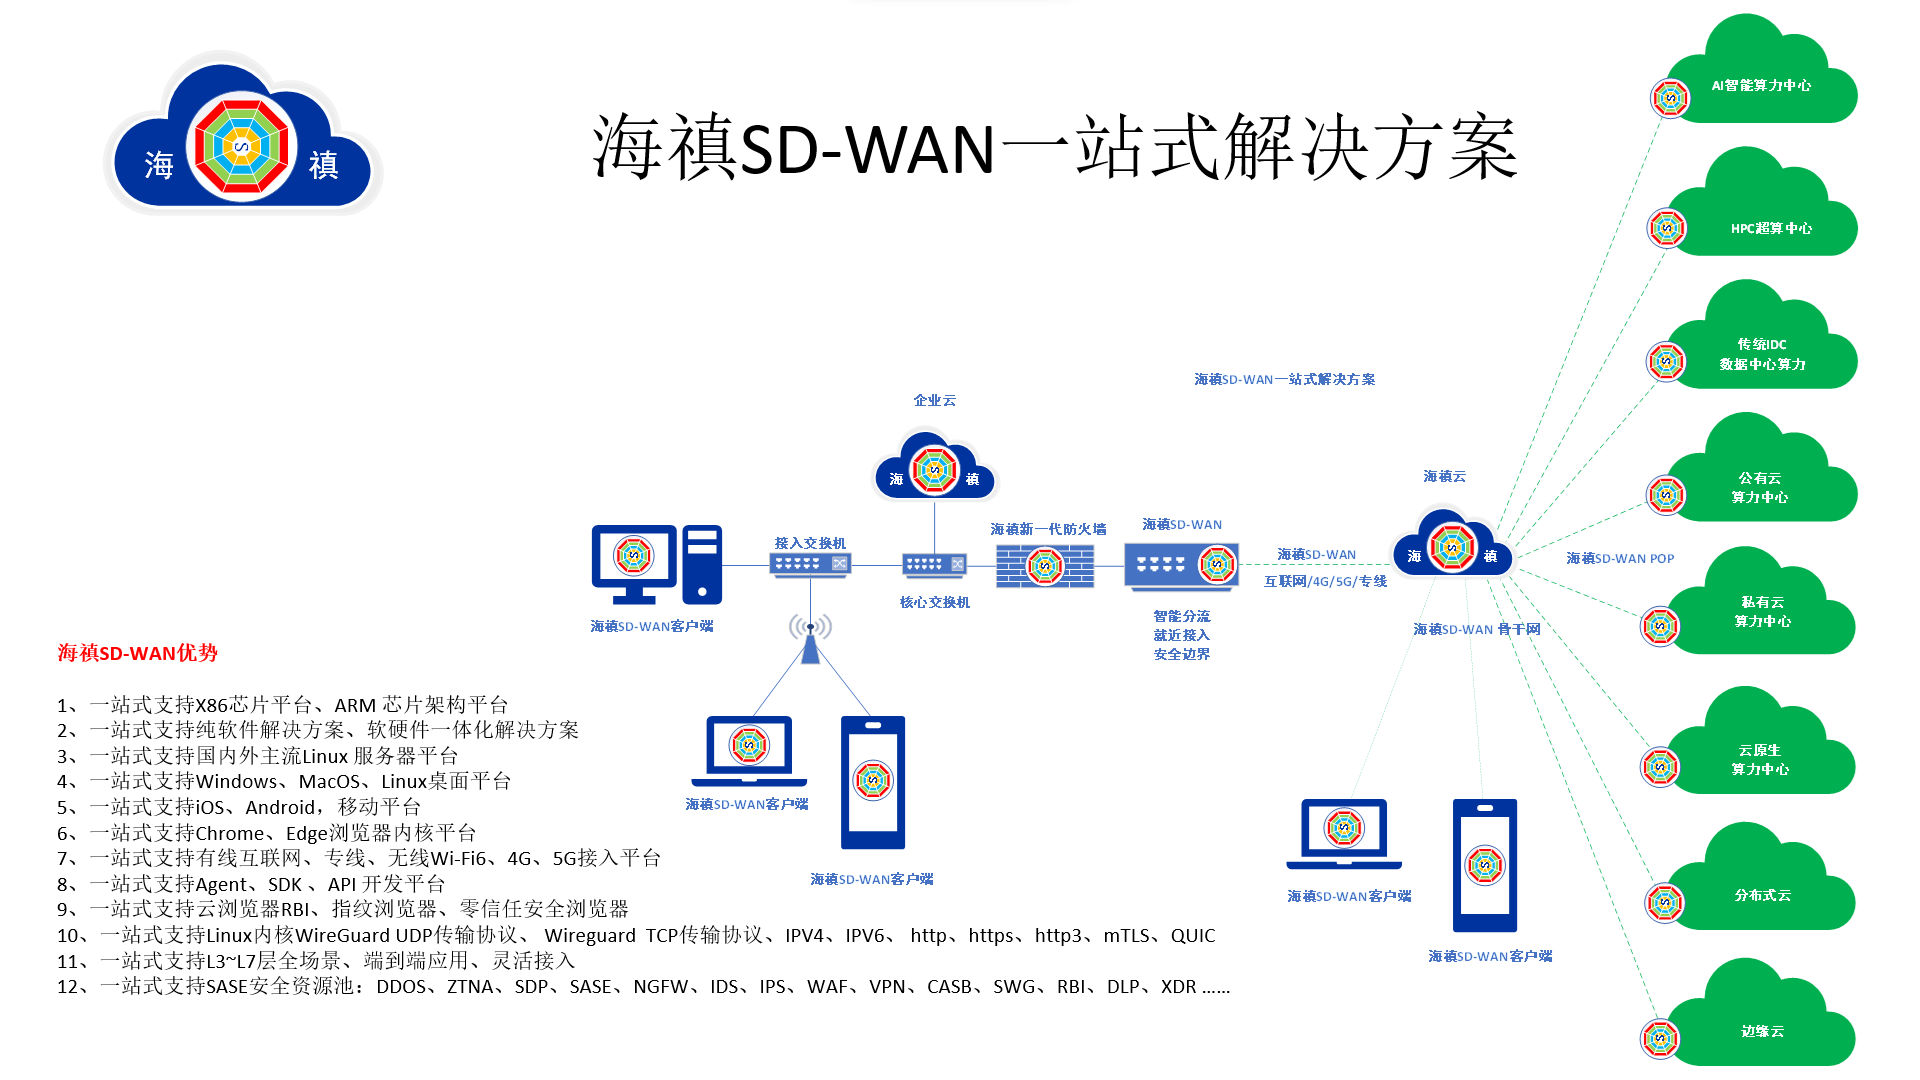 海禛
海禛SD-WAN一站式解决方案
AI智能算力中心
HPC超算中心
传统IDC
数据中心算力
公有云
算力中心
私有云
算力中心
云原生
算力中心
分布式云
边缘云
海禛SD-WAN一站式解决方案
企业云
海禛
海禛云
海禛
接入交换机
核心交换机
海禛新一代防火墙
海禛SD-WAN
智能分流
就近接入
安全边界
海禛SD-WAN
互联网/4G/5G/专线
海禛SD-WAN POP
海禛SD-WAN 骨干网
海禛SD-WAN客户端
海禛SD-WAN客户端
海禛SD-WAN客户端
海禛SD-WAN客户端
海禛SD-WAN客户端
海禛SD-WAN优势
1、一站式支持X86芯片平台、ARM 芯片架构平台
2、一站式支持纯软件解决方案、软硬件一体化解决方案
3、一站式支持国内外主流Linux 服务器平台
4、一站式支持Windows、MacOS、Linux桌面平台
5、一站式支持iOS、Android，移动平台
6、一站式支持Chrome、Edge浏览器内核平台
7、一站式支持有线互联网、专线、无线Wi-Fi6、4G、5G接入平台
8、一站式支持Agent、SDK 、API 开发平台
9、一站式支持云浏览器RBI、指纹浏览器、零信任安全浏览器
10、一站式支持Linux内核WireGuard UDP传输协议、 Wireguard  TCP传输协议、IPV4、IPV6、 http、https、http3、mTLS、QUIC
11、一站式支持L3~L7层全场景、端到端应用、灵活接入
12、一站式支持SASE安全资源池：DDOS、ZTNA、SDP、SASE、NGFW、IDS、IPS、WAF、VPN、CASB、SWG、RBI、DLP、XDR ......